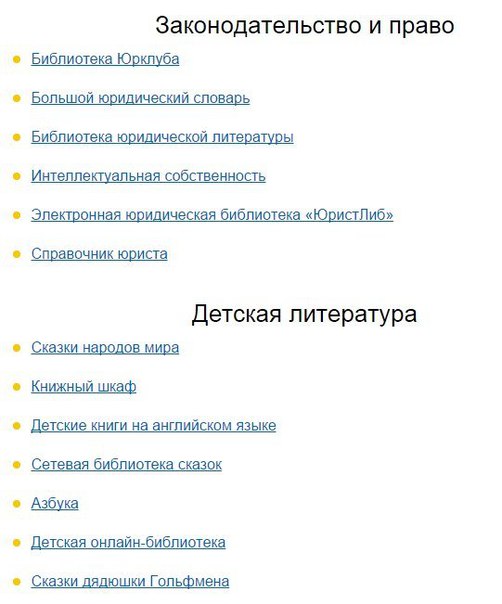 Законодательство и право
Библиотека Юрклуба
Большой юридический словарь
Библиотека юридической литературы
Интеллектуальная собственность
Электронная юридическая библиотека «ЮристЛиб»
Справочник юриста
Детская литература
Сказки народов мира
Книжный шкаф
Детские книги на английском языке
Сетевая библиотека сказок
Азбука
Детская онлайн-библиотека
Сказки дядюшки Гольфмена